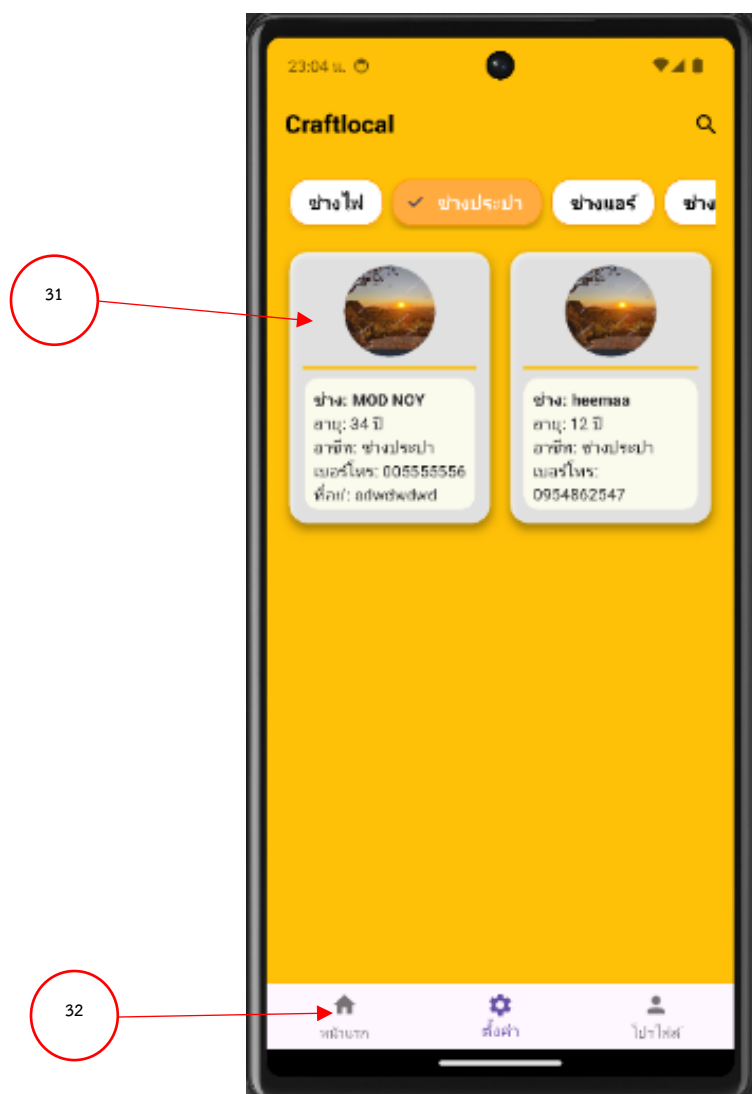 23:04 น.
Craftlocal
ช่างไฟ
ช่างประปา
ช่างแอร์
ช่าง
31
ช่าง: MOD NOY
อายุ: 34 ปี
อาชีพ: ช่างประปา
เบอร์โทร: 005555556
ที่อยู่: adwdwdwd
ช่าง: heemaa
อายุ: 12 ปี
อาชีพ: ช่างประปา
เบอร์โทร:
0954862547
32
หน้าแรก
ตั้งค่า
โปรไฟล์